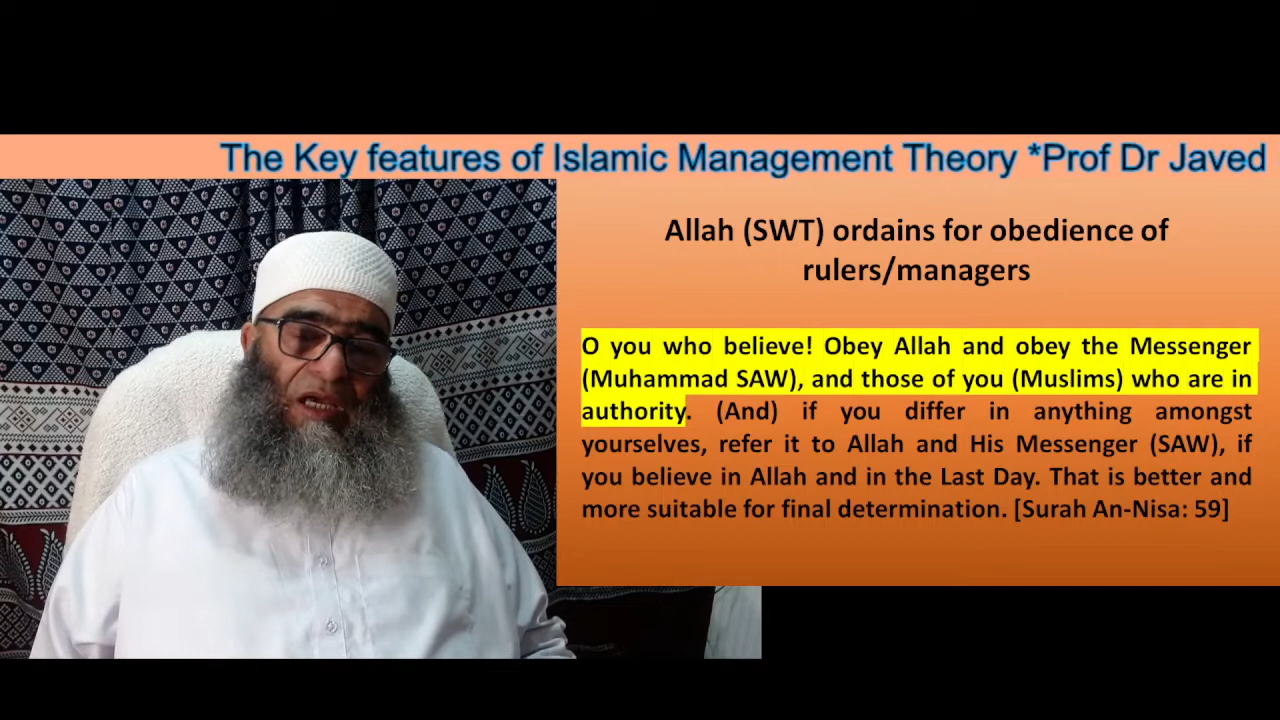 The Key features of Islamic Management Theory *Prof Dr Javed
Allah (SWT) ordains for obedience of
rulers/managers
O you who believe! Obey Allah and obey the Messenger
(Muhammad SAW), and those of you (Muslims) who are in
authority. (And) if you differ in anything amongst
yourselves, refer it to Allah and His Messenger (SAW), if
you believe in Allah and in the Last Day. That is better and
more suitable for final determination. [Surah An-Nisa: 59]